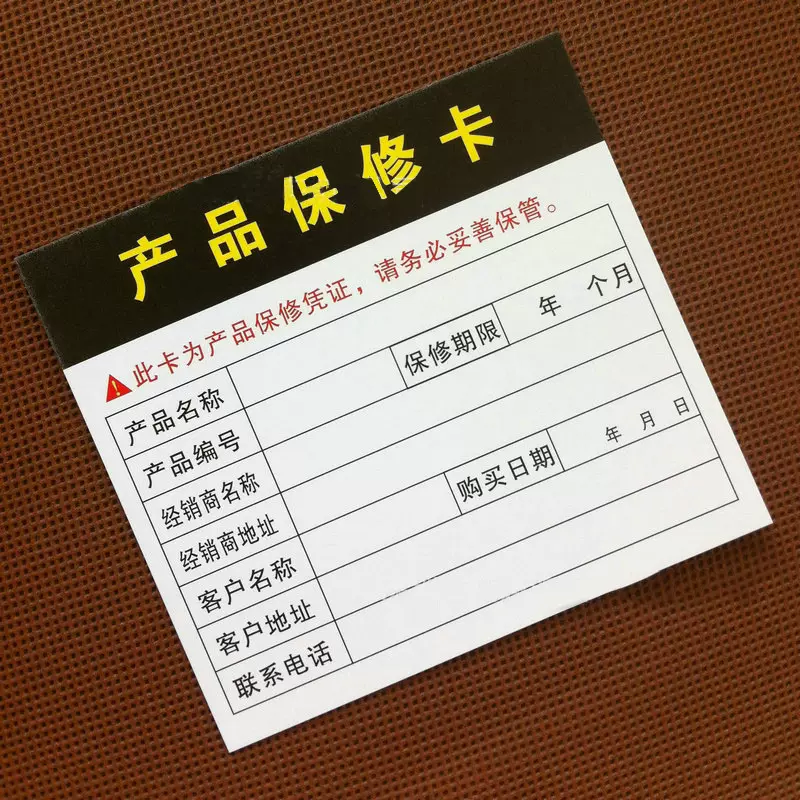 产品保修卡
此卡为产品保修凭证，请务必妥善保管。
产品名称
产品编号 保修期限 年 个月
经销商名称
经销商地址
客户名称 购买日期 年 月 日
客户地址
联系电话